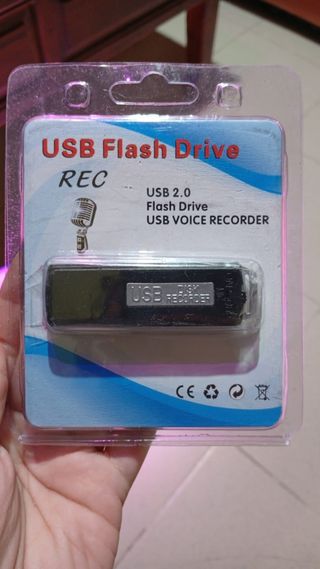 USB Flash Drive
REC
USB 2.0
Flash Drive
USB VOICE RECORDER
USB DISK
RECORDER
CE